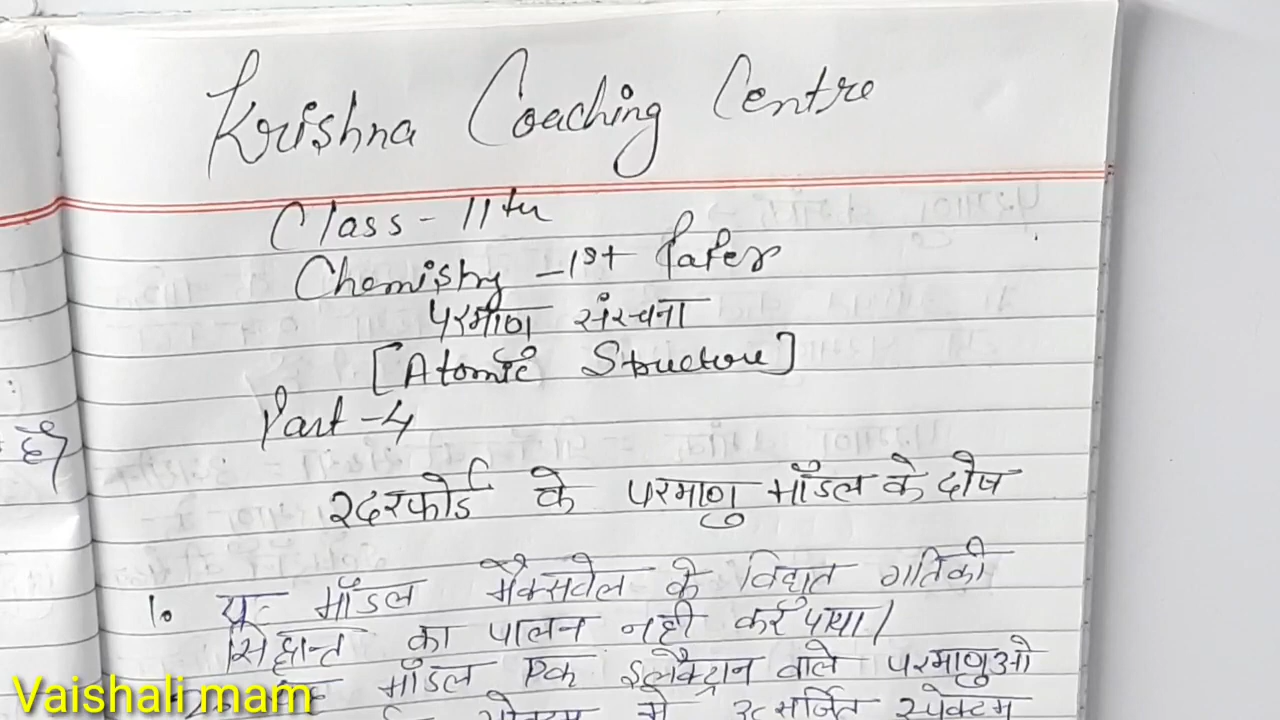 Krishna Coaching Centre
Class - 11th
Chemistry - 1st Paper
परमाणु संरचना
[Atomic Structure]
Part - 4
है
रदरफोर्ड के परमाणु मॉडल के दोष
1. यह मॉडल मैक्सवेल के विद्युत गतिकी
सिद्धान्त का पालन नही कर पाया।
मॉडल एक इलैक्ट्रान वाले परमाणुओ
मे उत्सर्जित स्पेक्टम
Vaishali mam